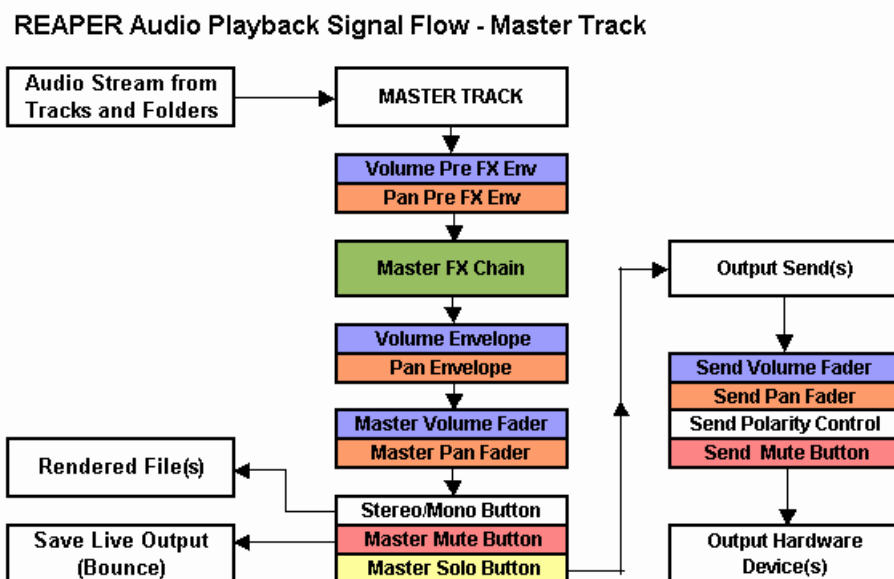 REAPER Audio Playback Signal Flow - Master Track
Audio Stream from
Tracks and Folders
MASTER TRACK
Volume Pre FX Env
Pan Pre FX Env
Master FX Chain
Output Send(s)
Volume Envelope
Pan Envelope
Send Volume Fader
Send Pan Fader
Send Polarity Control
Send Mute Button
Master Volume Fader
Master Pan Fader
Rendered File(s)
Stereo/Mono Button
Master Mute Button
Master Solo Button
Save Live Output
(Bounce)
Output Hardware
Device(s)